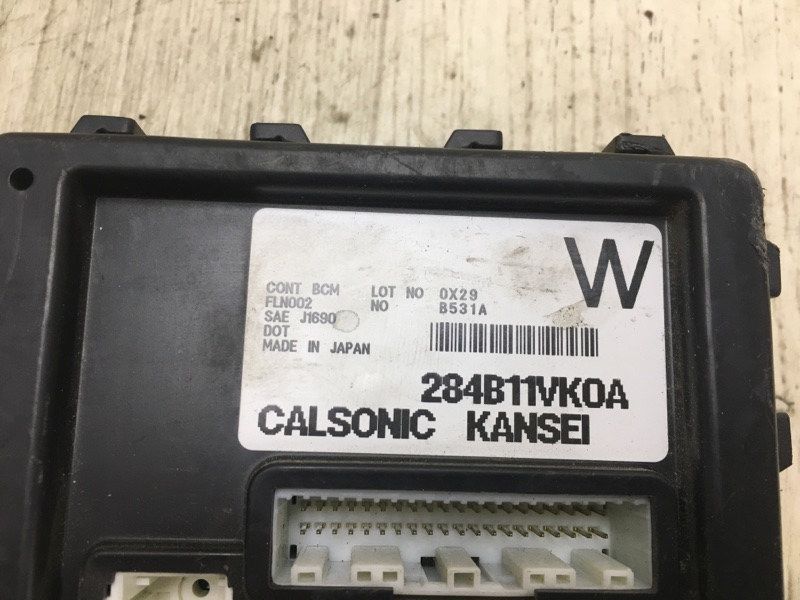 W
CONT BCM LOT NO 0X29
FLN002 NO B531A
SAE J1690
DOT
MADE IN JAPAN
284B11VK0A
CALSONIC KANSEI